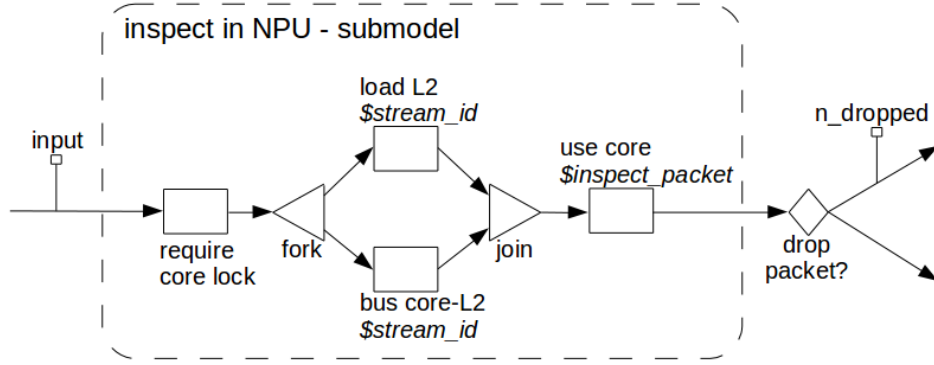 inspect in NPU - submodel
input
require
core lock
fork
load L2
$stream_id
bus core-L2
$stream_id
join
use core
$inspect_packet
n_dropped
drop
packet?